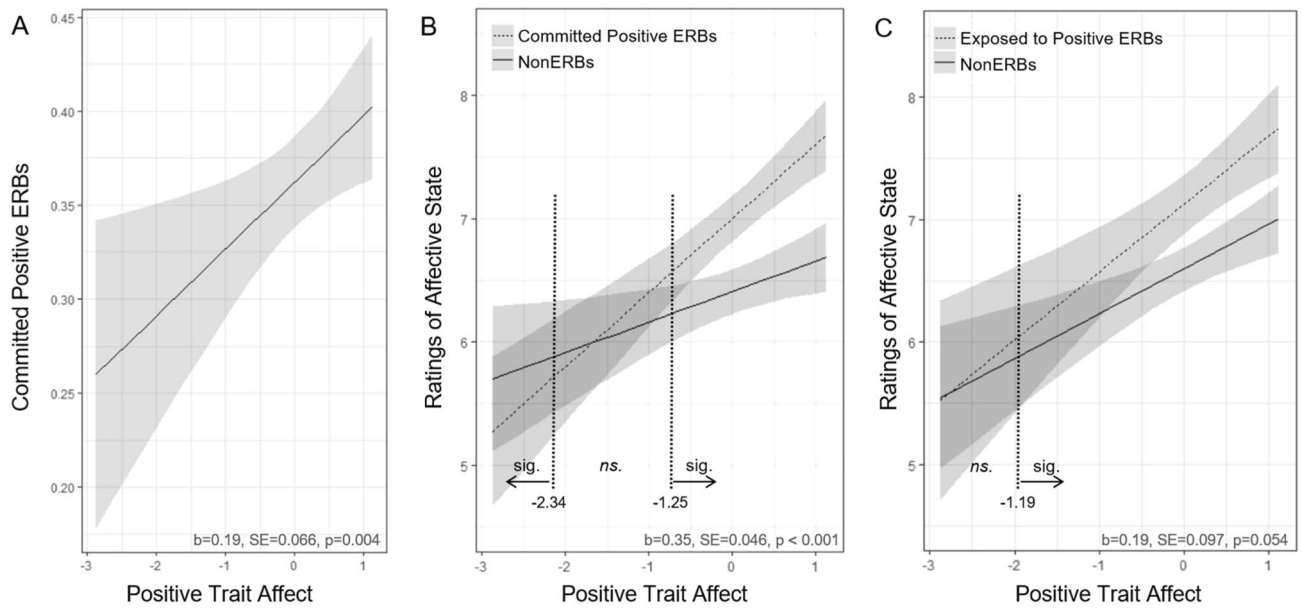 A
Committed Positive ERBs
0.45
0.40
0.35
0.30
0.25
0.20
b=0.19, SE=0.066, p=0.004
-3 -2 -1 0 1
Positive Trait Affect
B
Committed Positive ERBs
NonERBs
Ratings of Affective State
8
7
6
5
sig. ns. sig.
-2.34 -1.25
b=0.35, SE=0.046, p < 0.001
-3 -2 -1 0 1
Positive Trait Affect
C
Exposed to Positive ERBs
NonERBs
Ratings of Affective State
8
7
6
5
ns. sig.
-1.19
b=0.19, SE=0.097, p=0.054
-3 -2 -1 0 1
Positive Trait Affect